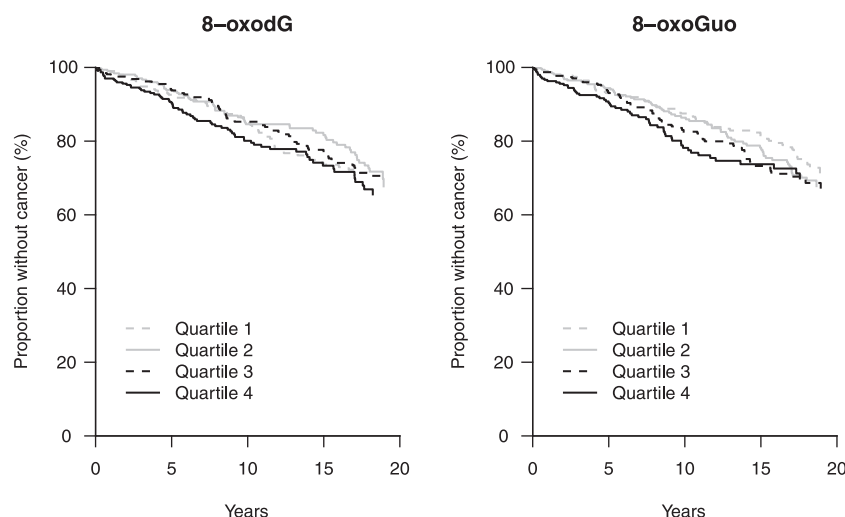 8–oxodG
Proportion without cancer (%)
100
80
60
40
20
0
Quartile 1
Quartile 2
Quartile 3
Quartile 4
0 5 10 15 20
Years
8–oxoGuo
Proportion without cancer (%)
100
80
60
40
20
0
Quartile 1
Quartile 2
Quartile 3
Quartile 4
0 5 10 15 20
Years